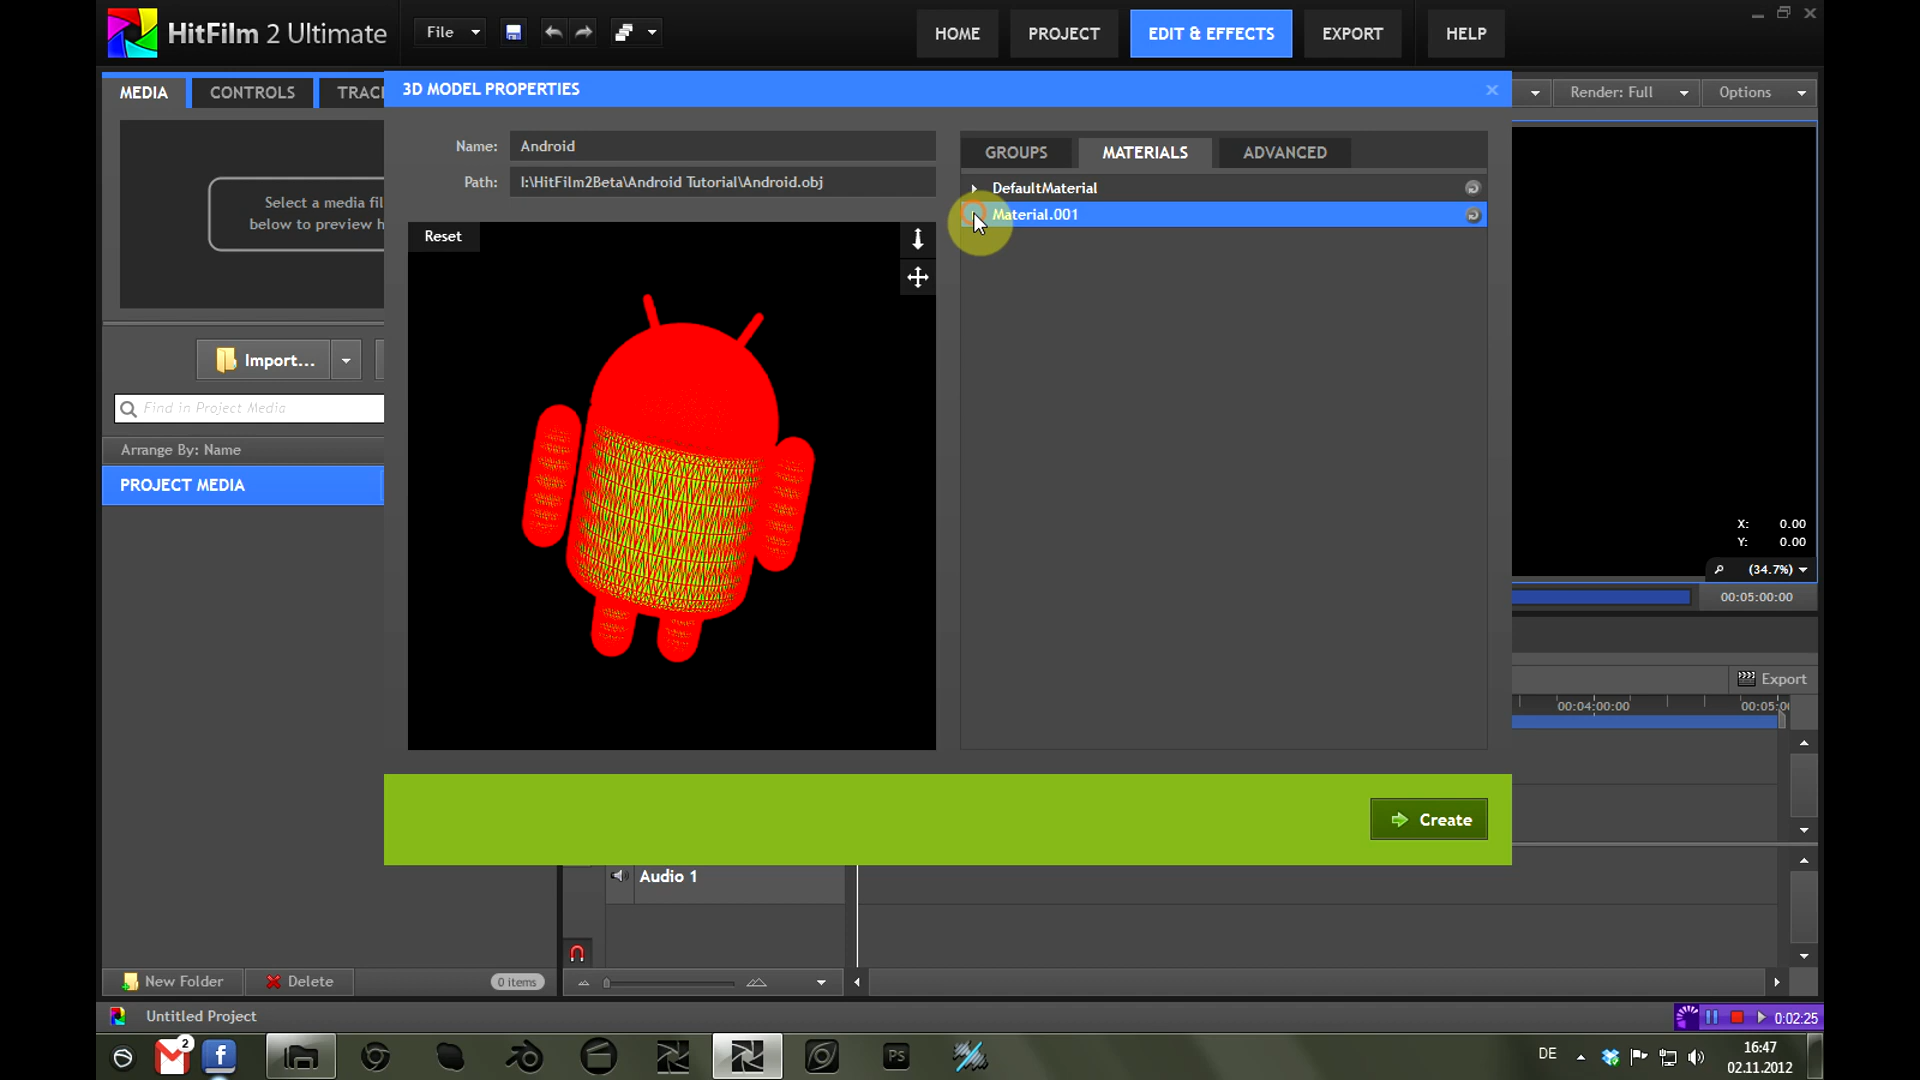 HitFilm 2 Ultimate
File
HOME
PROJECT
EDIT & EFFECTS
EXPORT
HELP
MEDIA
CONTROLS
TRAC
3D MODEL PROPERTIES
Render: Full
Options
Name:
Android
Path:
I:\HitFilm2Beta\Android Tutorial\Android.obj
GROUPS
MATERIALS
ADVANCED
DefaultMaterial
Material.001
Select a media fil
below to preview h
Reset
Import...
Find in Project Media
Arrange By: Name
PROJECT MEDIA
X: 0.00
Y: 0.00
(34.7%)
00:05:00:00
Export
00:04:00:00
00:05:0
Create
Audio 1
New Folder
Delete
0 items
Untitled Project
0:02:25
2
Ps
DE
16:47
02.11.2012